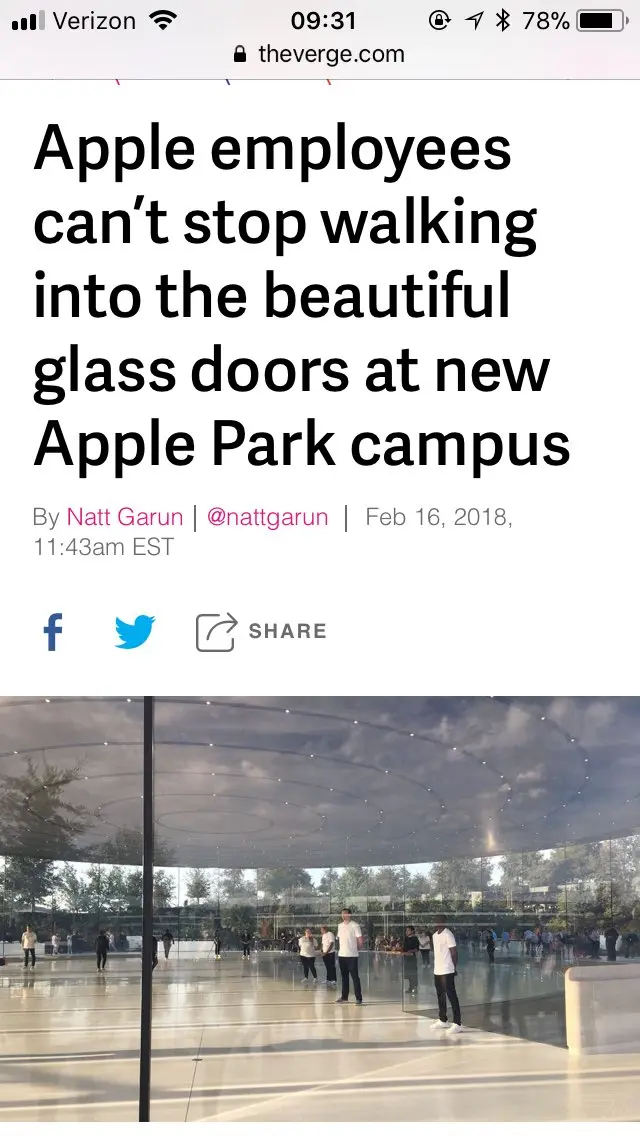 Verizon 09:31 78%
theverge.com
Apple employees
can’t stop walking
into the beautiful
glass doors at new
Apple Park campus
By Natt Garun | @nattgarun | Feb 16, 2018,
11:43am EST
SHARE